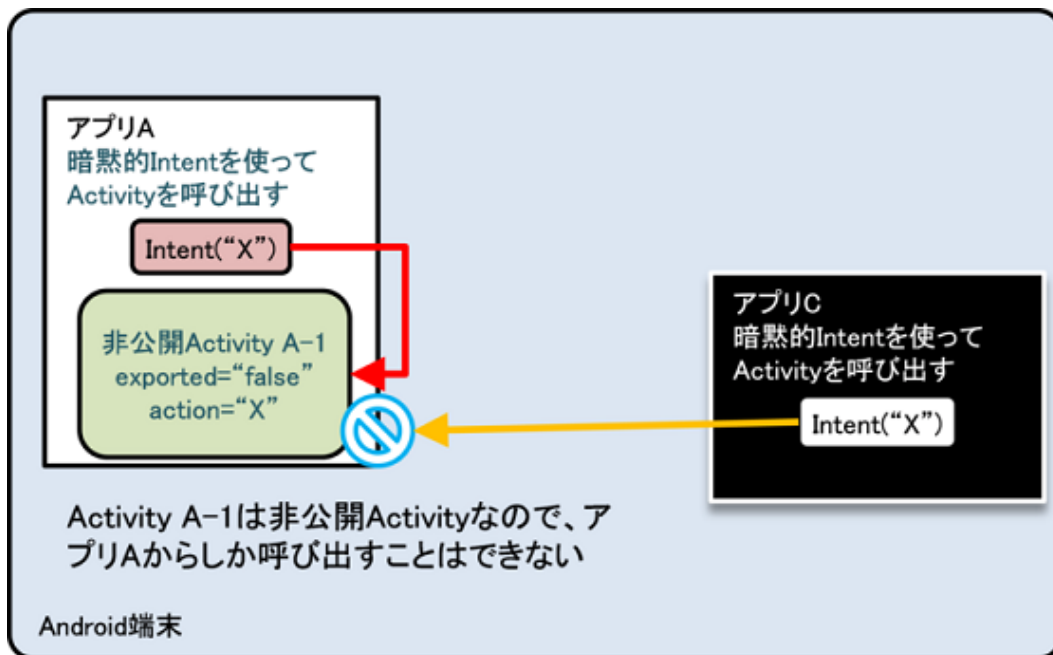 アプリA
暗黙的Intentを使って
Activityを呼び出す
Intent(“X”)
非公開Activity A-1
exported=“false”
action=“X”
アプリC
暗黙的Intentを使って
Activityを呼び出す
Intent(“X”)
Activity A-1は非公開Activityなので、ア
プリAからしか呼び出すことはできない
Android端末